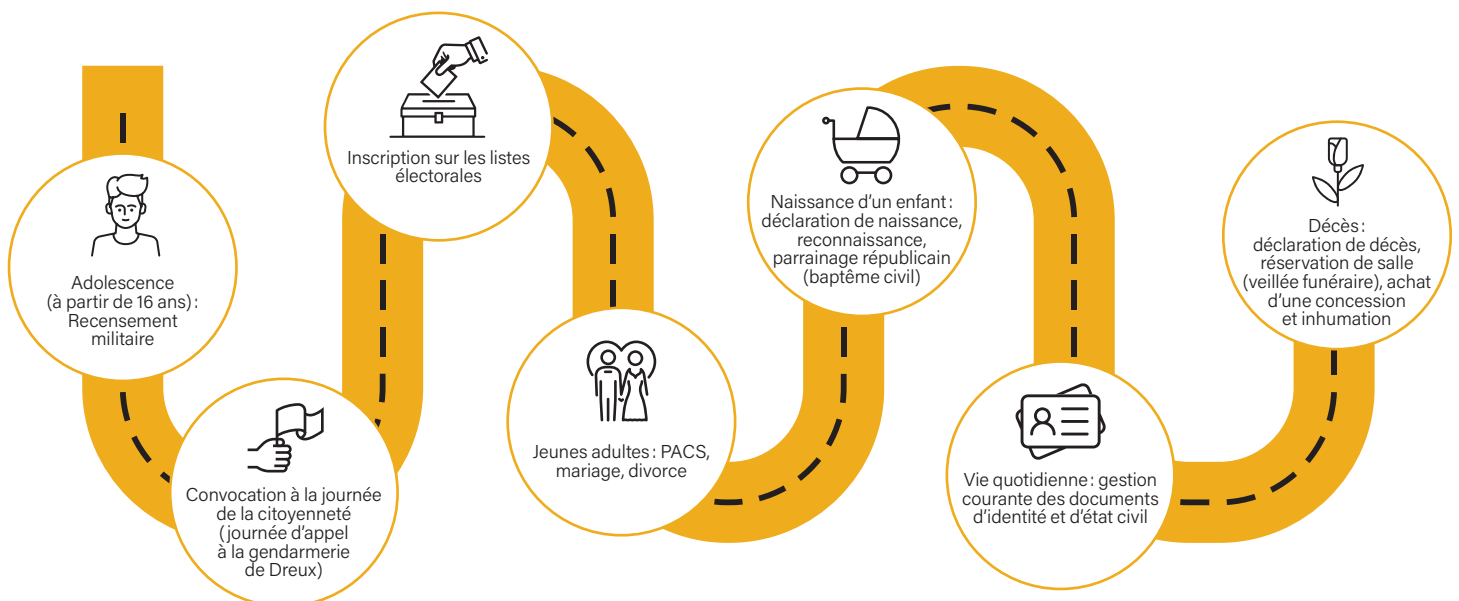 Adolescence
(à partir de 16 ans) :
Recensement
militaire
Convocation à la journée
de la citoyenneté
(journée d’appel
à la gendarmerie
de Dreux)
Inscription sur les listes
électorales
Jeunes adultes : PACS,
mariage, divorce
Naissance d’un enfant :
déclaration de naissance,
reconnaissance,
parrainage républicain
(baptême civil)
Vie quotidienne : gestion
courante des documents
d’identité et d’état civil
Décès :
déclaration de décès,
réservation de salle
(veillée funéraire), achat
d’une concession
et inhumation